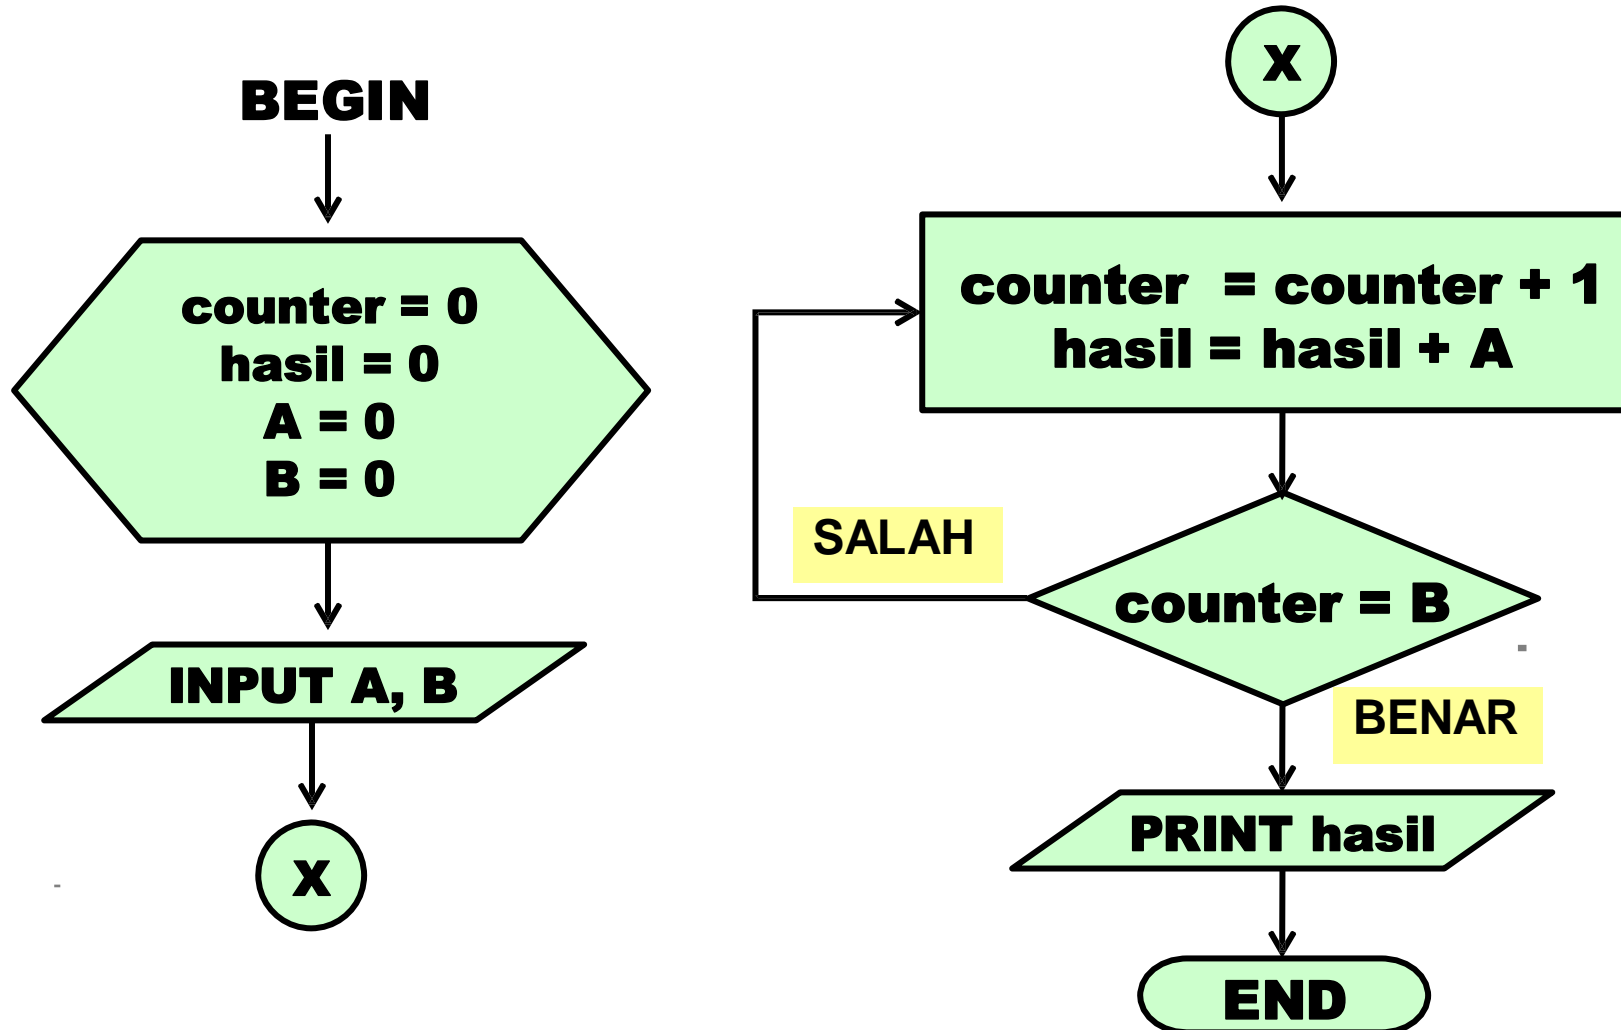 BEGIN
counter = 0
hasil = 0
A = 0
B = 0
INPUT A, B
X
X
counter = counter + 1
hasil = hasil + A
SALAH
counter = B
BENAR
PRINT hasil
END